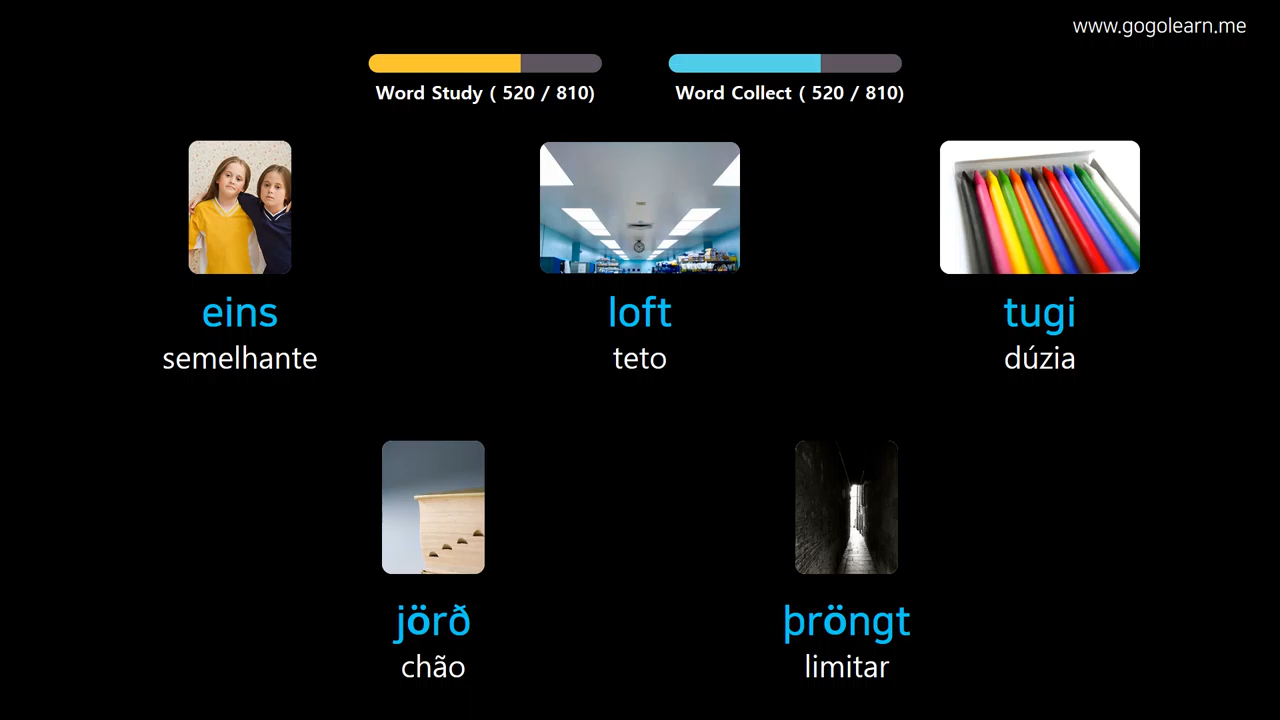 www.gogolearn.me
Word Study ( 520 / 810)
Word Collect ( 520 / 810)
eins
semelhante
loft
teto
tugi
dúzia
jörð
chão
þröngt
limitar